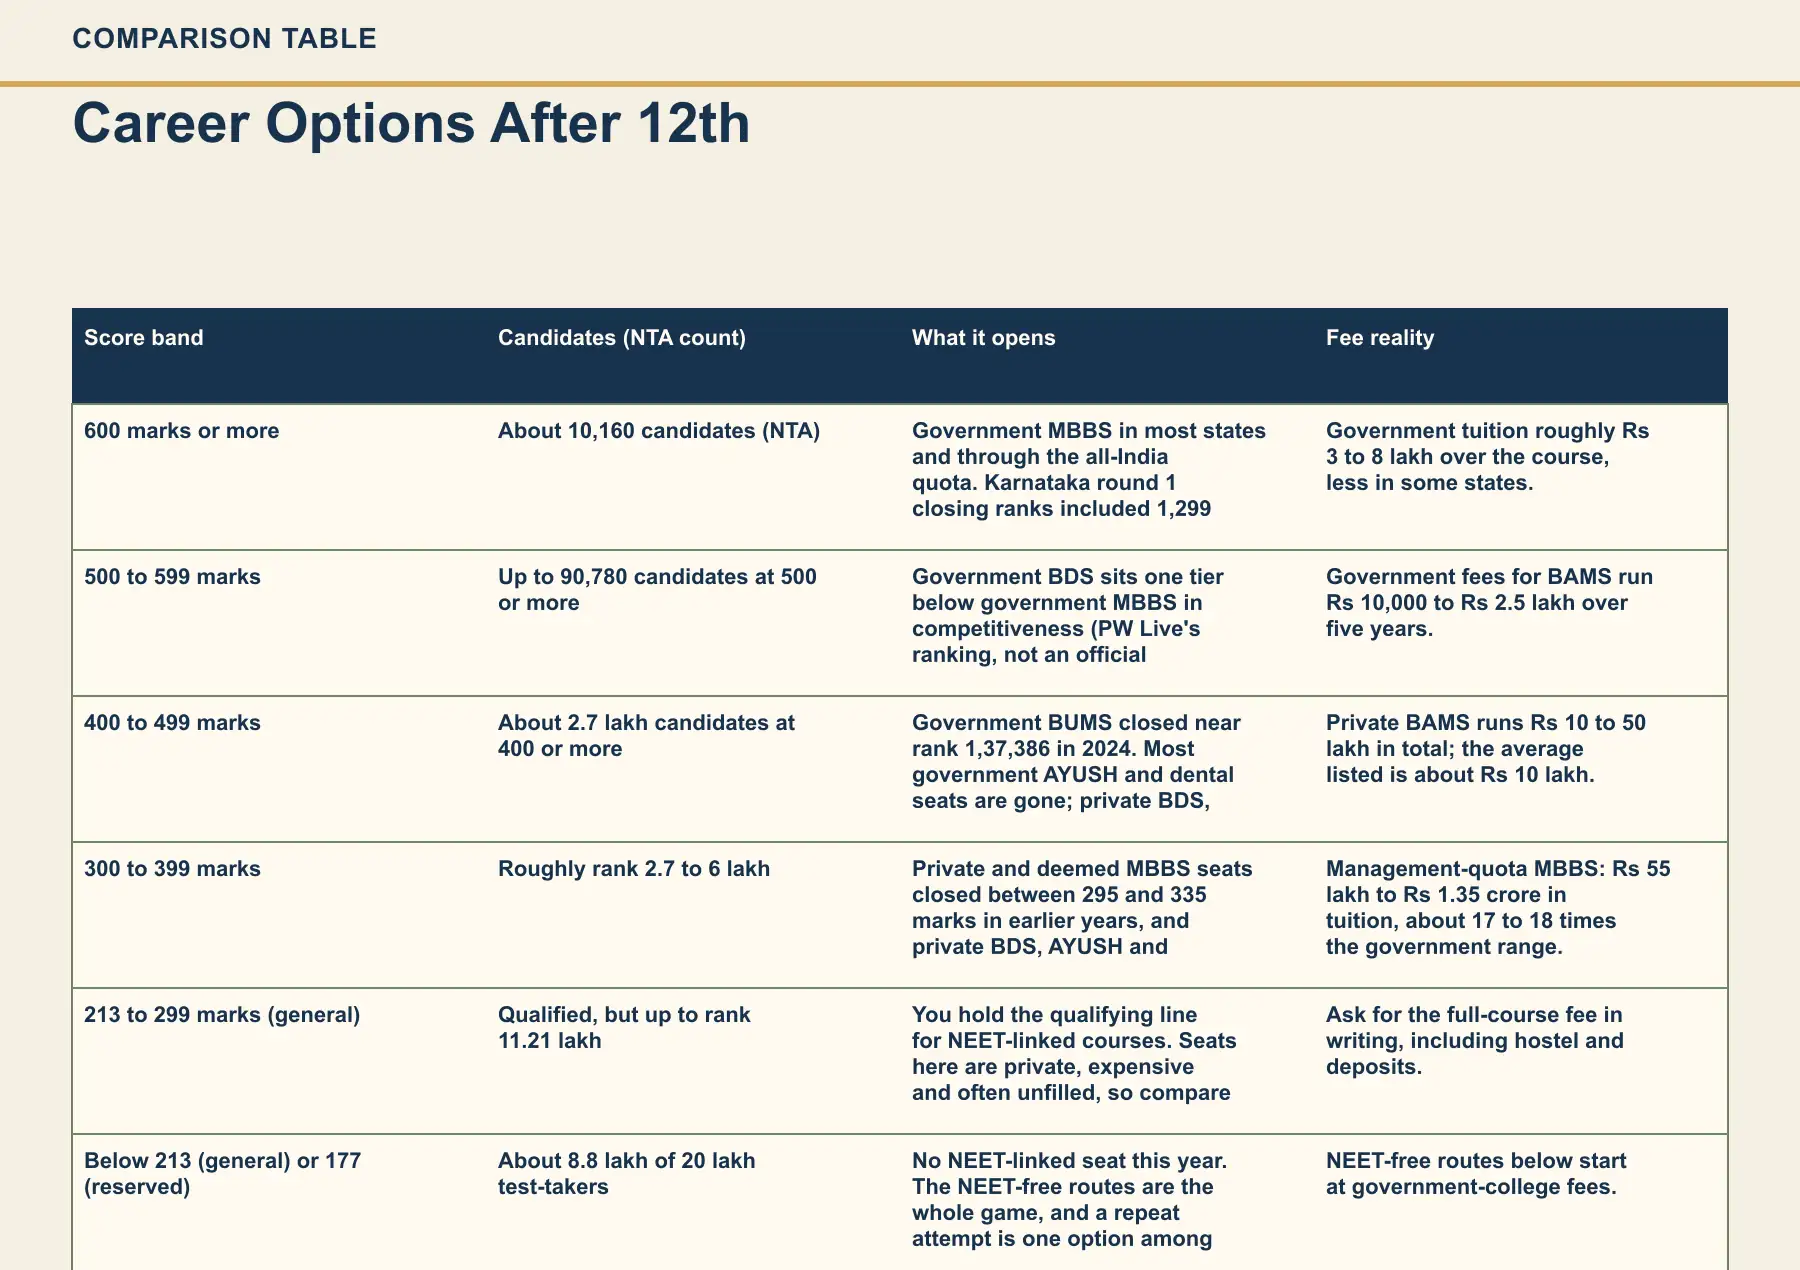 COMPARISON TABLE
Career Options After 12th
Score band
Candidates (NTA count)
What it opens
Fee reality
600 marks or more
About 10,160 candidates (NTA)
Government MBBS in most states
and through the all-India
quota. Karnataka round 1
closing ranks included 1,299
Government tuition roughly Rs
3 to 8 lakh over the course,
less in some states.
500 to 599 marks
Up to 90,780 candidates at 500
or more
Government BDS sits one tier
below government MBBS in
competitiveness (PW Live's
ranking, not an official
Government fees for BAMS run
Rs 10,000 to Rs 2.5 lakh over
five years.
400 to 499 marks
About 2.7 lakh candidates at
400 or more
Government BUMS closed near
rank 1,37,386 in 2024. Most
government AYUSH and dental
seats are gone; private BDS,
Private BAMS runs Rs 10 to 50
lakh in total; the average
listed is about Rs 10 lakh.
300 to 399 marks
Roughly rank 2.7 to 6 lakh
Private and deemed MBBS seats
closed between 295 and 335
marks in earlier years, and
private BDS, AYUSH and
Management-quota MBBS: Rs 55
lakh to Rs 1.35 crore in
tuition, about 17 to 18 times
the government range.
213 to 299 marks (general)
Qualified, but up to rank
11.21 lakh
You hold the qualifying line
for NEET-linked courses. Seats
here are private, expensive
and often unfilled, so compare
Ask for the full-course fee in
writing, including hostel and
deposits.
Below 213 (general) or 177
(reserved)
About 8.8 lakh of 20 lakh
test-takers
No NEET-linked seat this year.
The NEET-free routes are the
whole game, and a repeat
attempt is one option among
NEET-free routes below start
at government-college fees.